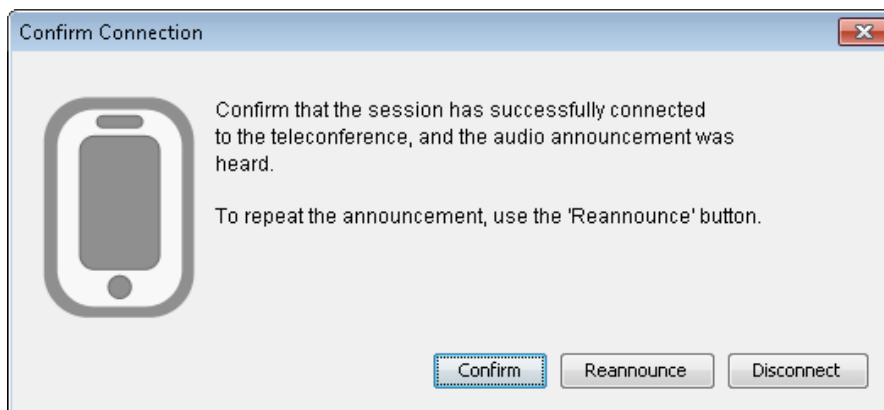 Confirm Connection
Confirm that the session has successfully connected
to the teleconference, and the audio announcement was
heard.
To repeat the announcement, use the 'Reannounce' button.
Confirm
Reannounce
Disconnect